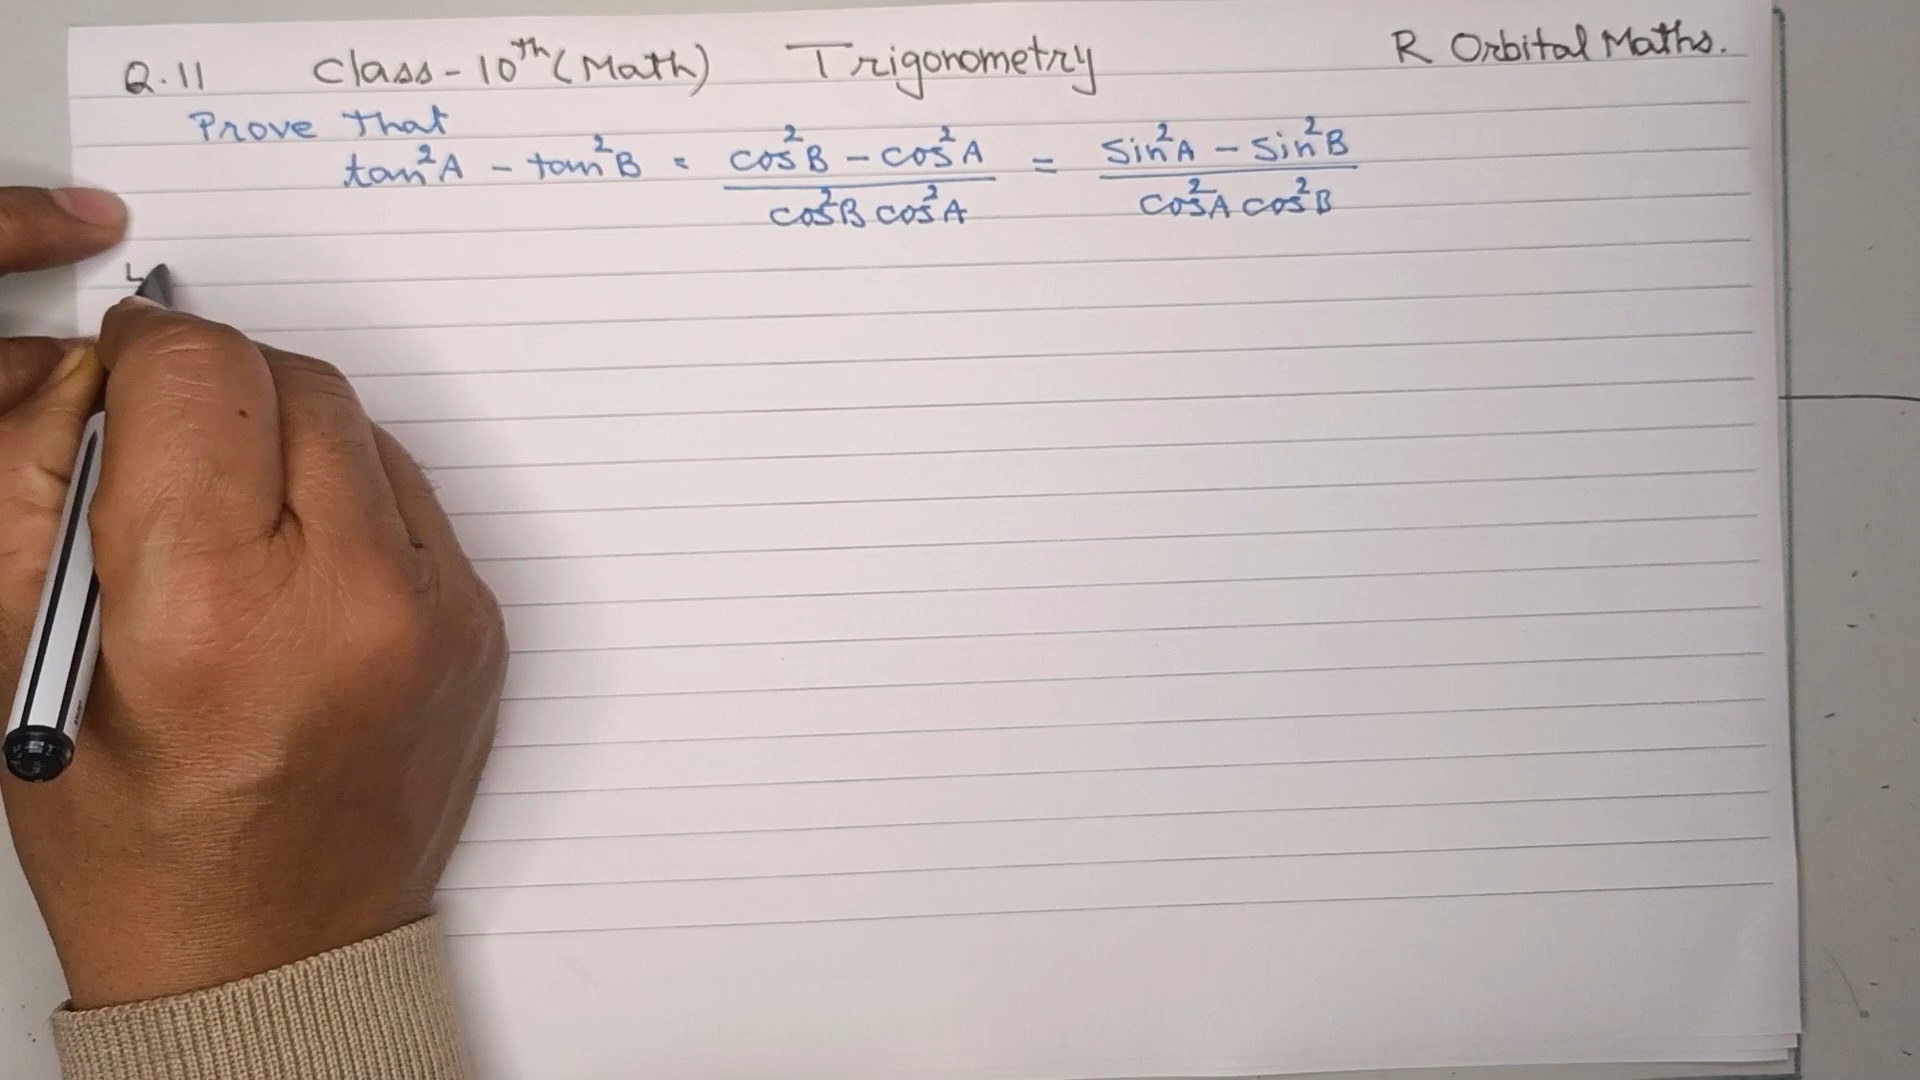 Q.11 Class-10th (Math) Trigonometry R Orbital Maths.
Prove That
tan²A - tan²B = (cos²B - cos²A)/(cos²B cos²A) = (Sin²A - Sin²B)/(cos²A cos²B)
L